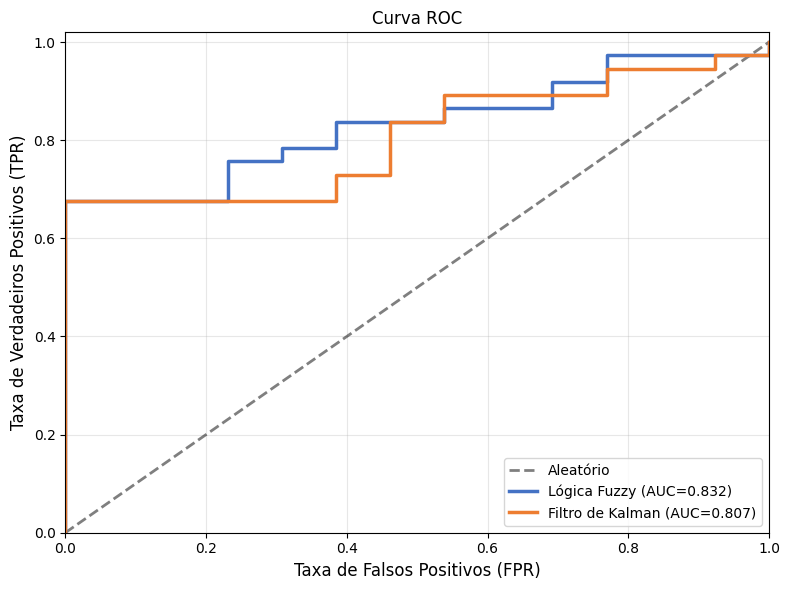 Curva ROC
1.0
0.8
0.6
0.4
0.2
0.0
Taxa de Verdadeiros Positivos (TPR)
Aleatório
Lógica Fuzzy (AUC=0.832)
Filtro de Kalman (AUC=0.807)
0.0 0.2 0.4 0.6 0.8 1.0
Taxa de Falsos Positivos (FPR)